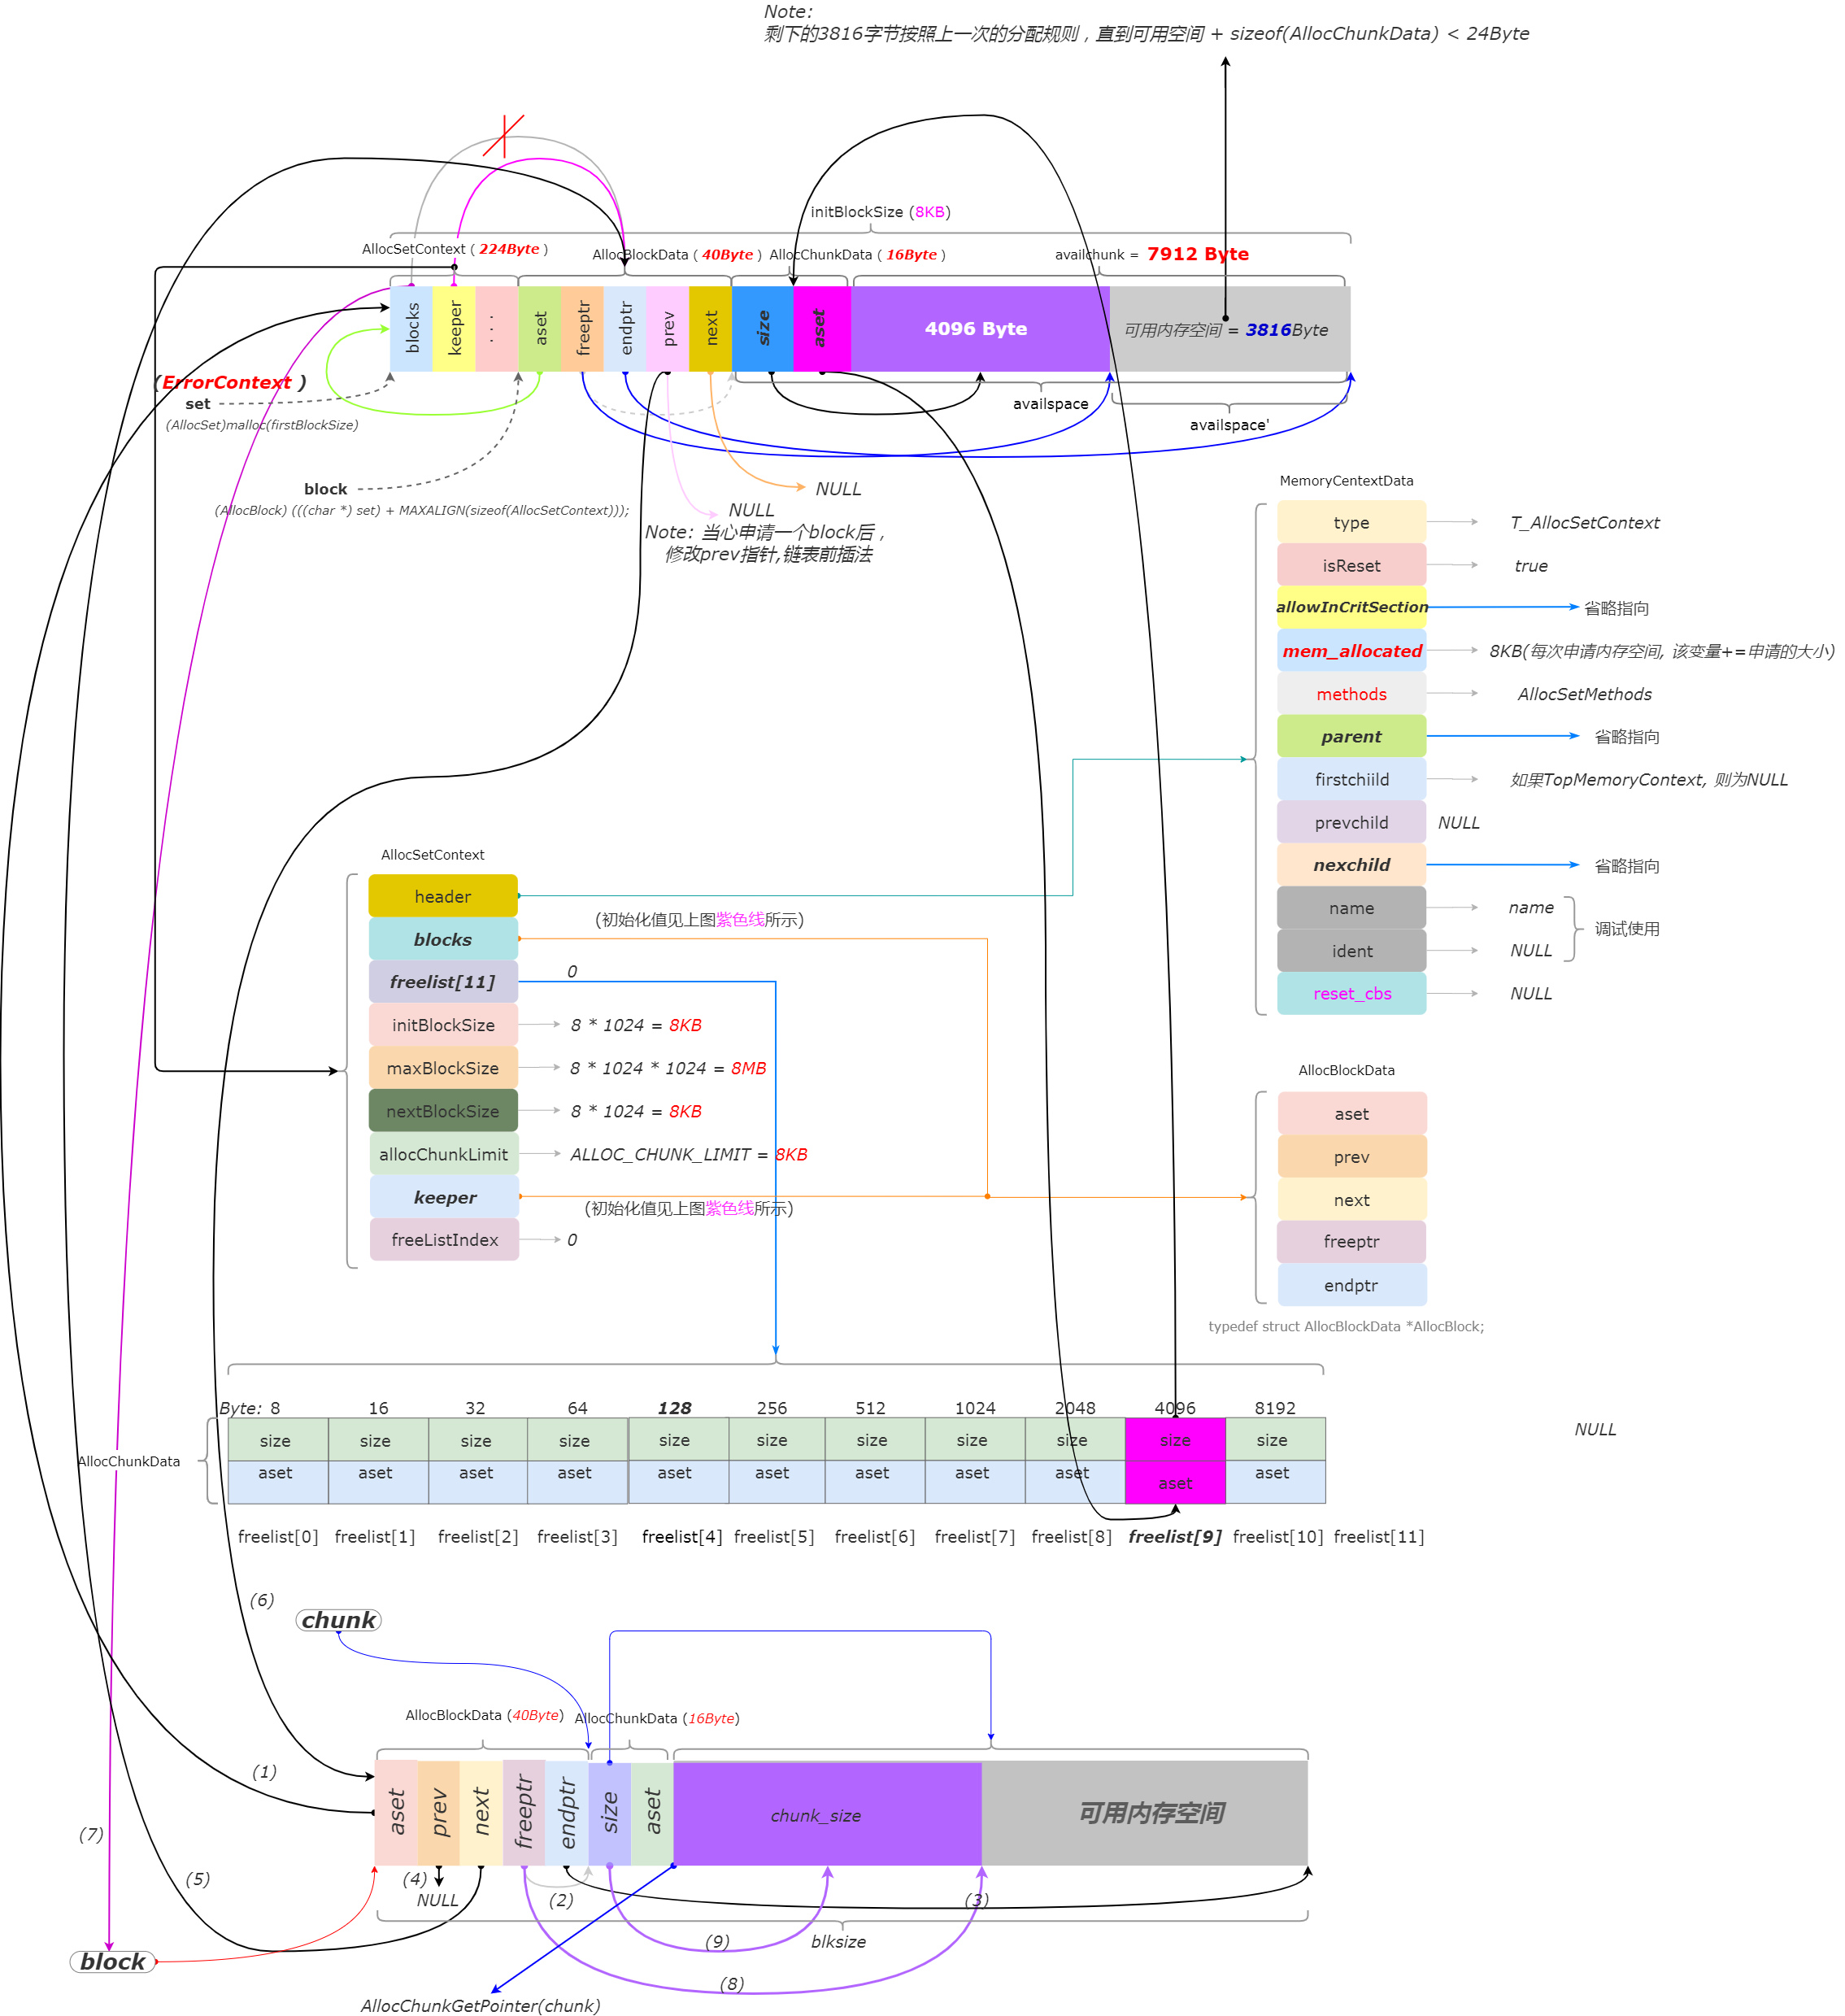 Note:
剩下的3816字节按照上一次的分配规则，直到可用空间 + sizeof(AllocChunkData) < 24Byte
initBlockSize (8KB)
AllocSetContext ( 224Byte )
AllocBlockData ( 40Byte )
AllocChunkData ( 16Byte )
availchunk = 7912 Byte
blocks
keeper
. . .
aset
freeptr
endptr
prev
next
size
aset
4096 Byte
可用内存空间 = 3816Byte
(ErrorContext )
set
(AllocSet)malloc(firstBlockSize)
availspace
availspace'
block
(AllocBlock) (((char *) set) + MAXALIGN(sizeof(AllocSetContext)));
NULL
NULL
Note: 当心申请一个block后，
修改prev指针,链表前插法
MemoryCentextData
type
T_AllocSetContext
isReset
true
allowInCritSection
省略指向
mem_allocated
8KB(每次申请内存空间, 该变量+=申请的大小)
methods
AllocSetMethods
parent
省略指向
firstchiild
如果TopMemoryContext, 则为NULL
prevchild
NULL
nexchild
省略指向
name
name
调试使用
ident
NULL
reset_cbs
NULL
AllocSetContext
header
(初始化值见上图紫色线所示)
blocks
freelist[11]
0
initBlockSize
8 * 1024 = 8KB
maxBlockSize
8 * 1024 * 1024 = 8MB
nextBlockSize
8 * 1024 = 8KB
allocChunkLimit
ALLOC_CHUNK_LIMIT = 8KB
keeper
(初始化值见上图紫色线所示)
freeListIndex
0
AllocBlockData
aset
prev
next
freeptr
endptr
typedef struct AllocBlockData *AllocBlock;
Byte: 8 16 32 64 128 256 512 1024 2048 4096 8192
size size size size size size size size size size size
NULL
AllocChunkData
aset aset aset aset aset aset aset aset aset aset aset
freelist[0] freelist[1] freelist[2] freelist[3] freelist[4] freelist[5] freelist[6] freelist[7] freelist[8] freelist[9] freelist[10] freelist[11]
(6)
chunk
AllocBlockData (40Byte)
AllocChunkData (16Byte)
(1)
aset
prev
next
freeptr
endptr
size
aset
chunk_size
可用内存空间
(7)
(5)
(4)
NULL
(2)
(3)
(9)
blksize
block
(8)
AllocChunkGetPointer(chunk)